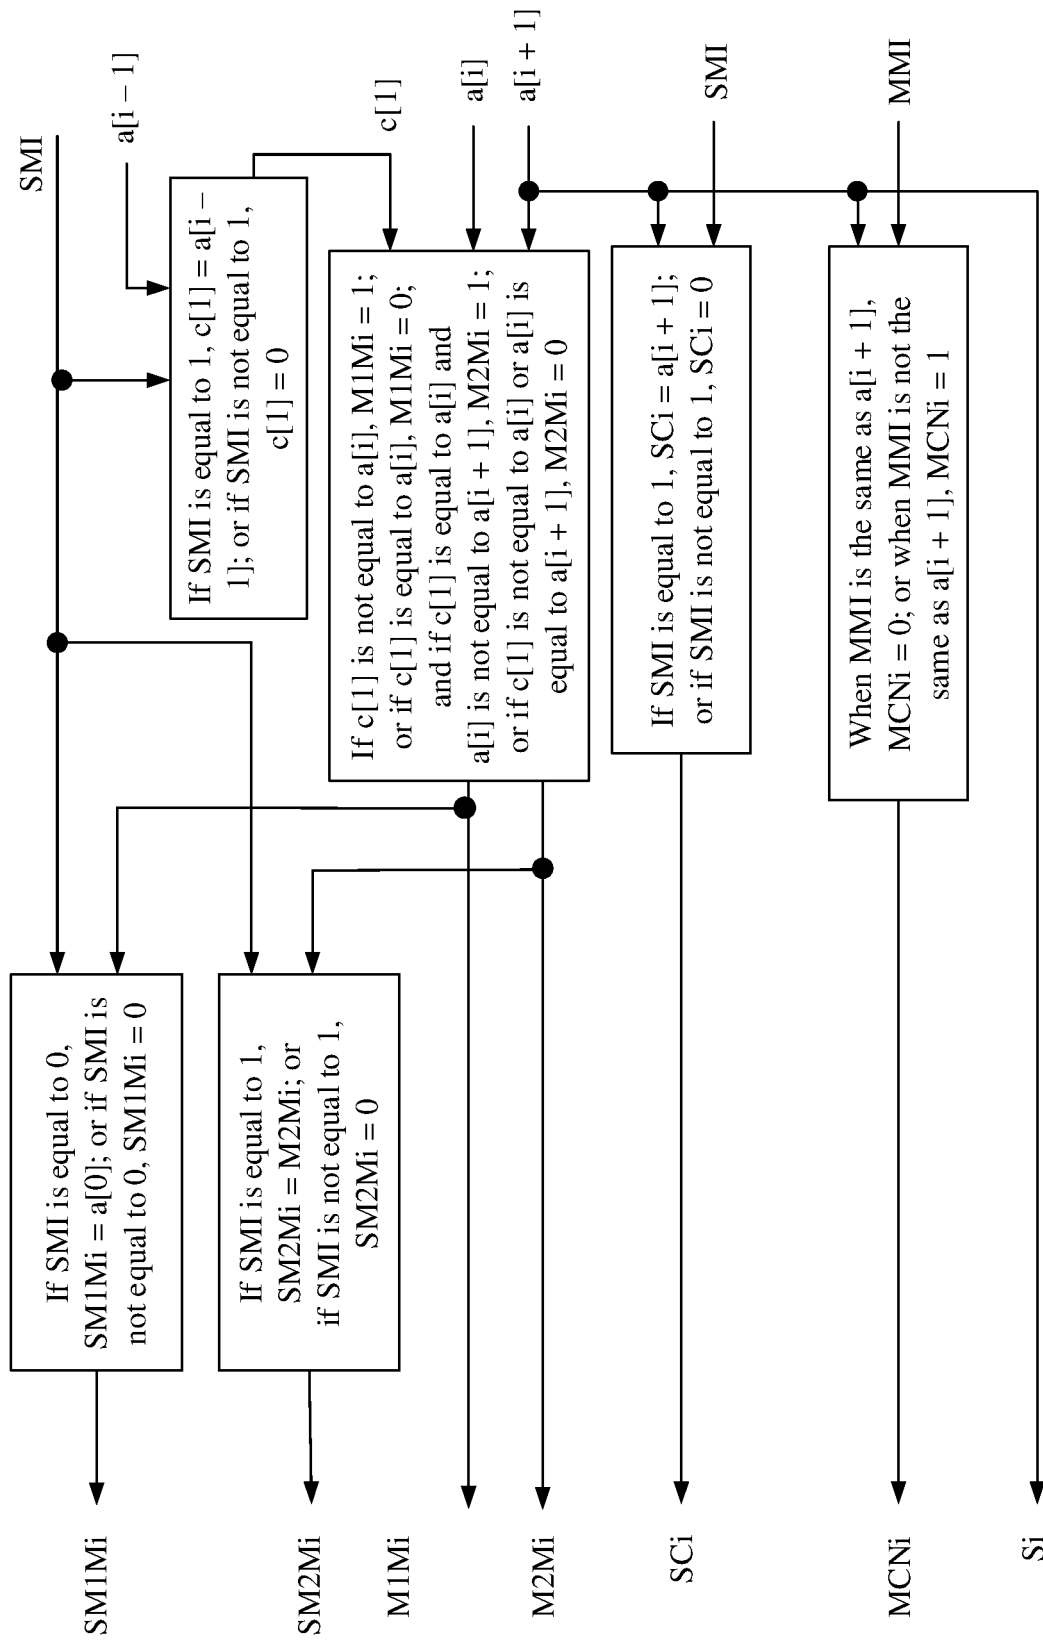 SMI
a[i – 1]
c[1]
a[i]
a[i + 1]
SMI
MMI
If SMI is equal to 1, c[1] = a[i –
1]; or if SMI is not equal to 1,
c[1] = 0
If c[1] is not equal to a[i], M1Mi = 1;
or if c[1] is equal to a[i], M1Mi = 0;
and if c[1] is equal to a[i] and
a[i] is not equal to a[i + 1], M2Mi = 1;
or if c[1] is not equal to a[i] or a[i] is
equal to a[i + 1], M2Mi = 0
If SMI is equal to 1, SCi = a[i + 1];
or if SMI is not equal to 1, SCi = 0
When MMI is the same as a[i + 1],
MCNi = 0; or when MMI is not the
same as a[i + 1], MCNi = 1
If SMI is equal to 0,
SM1Mi = a[0]; or if SMI is
not equal to 0, SM1Mi = 0
If SMI is equal to 1,
SM2Mi = M2Mi; or
if SMI is not equal to 1,
SM2Mi = 0
SM1Mi
SM2Mi
M1Mi
M2Mi
SCi
MCNi
Si